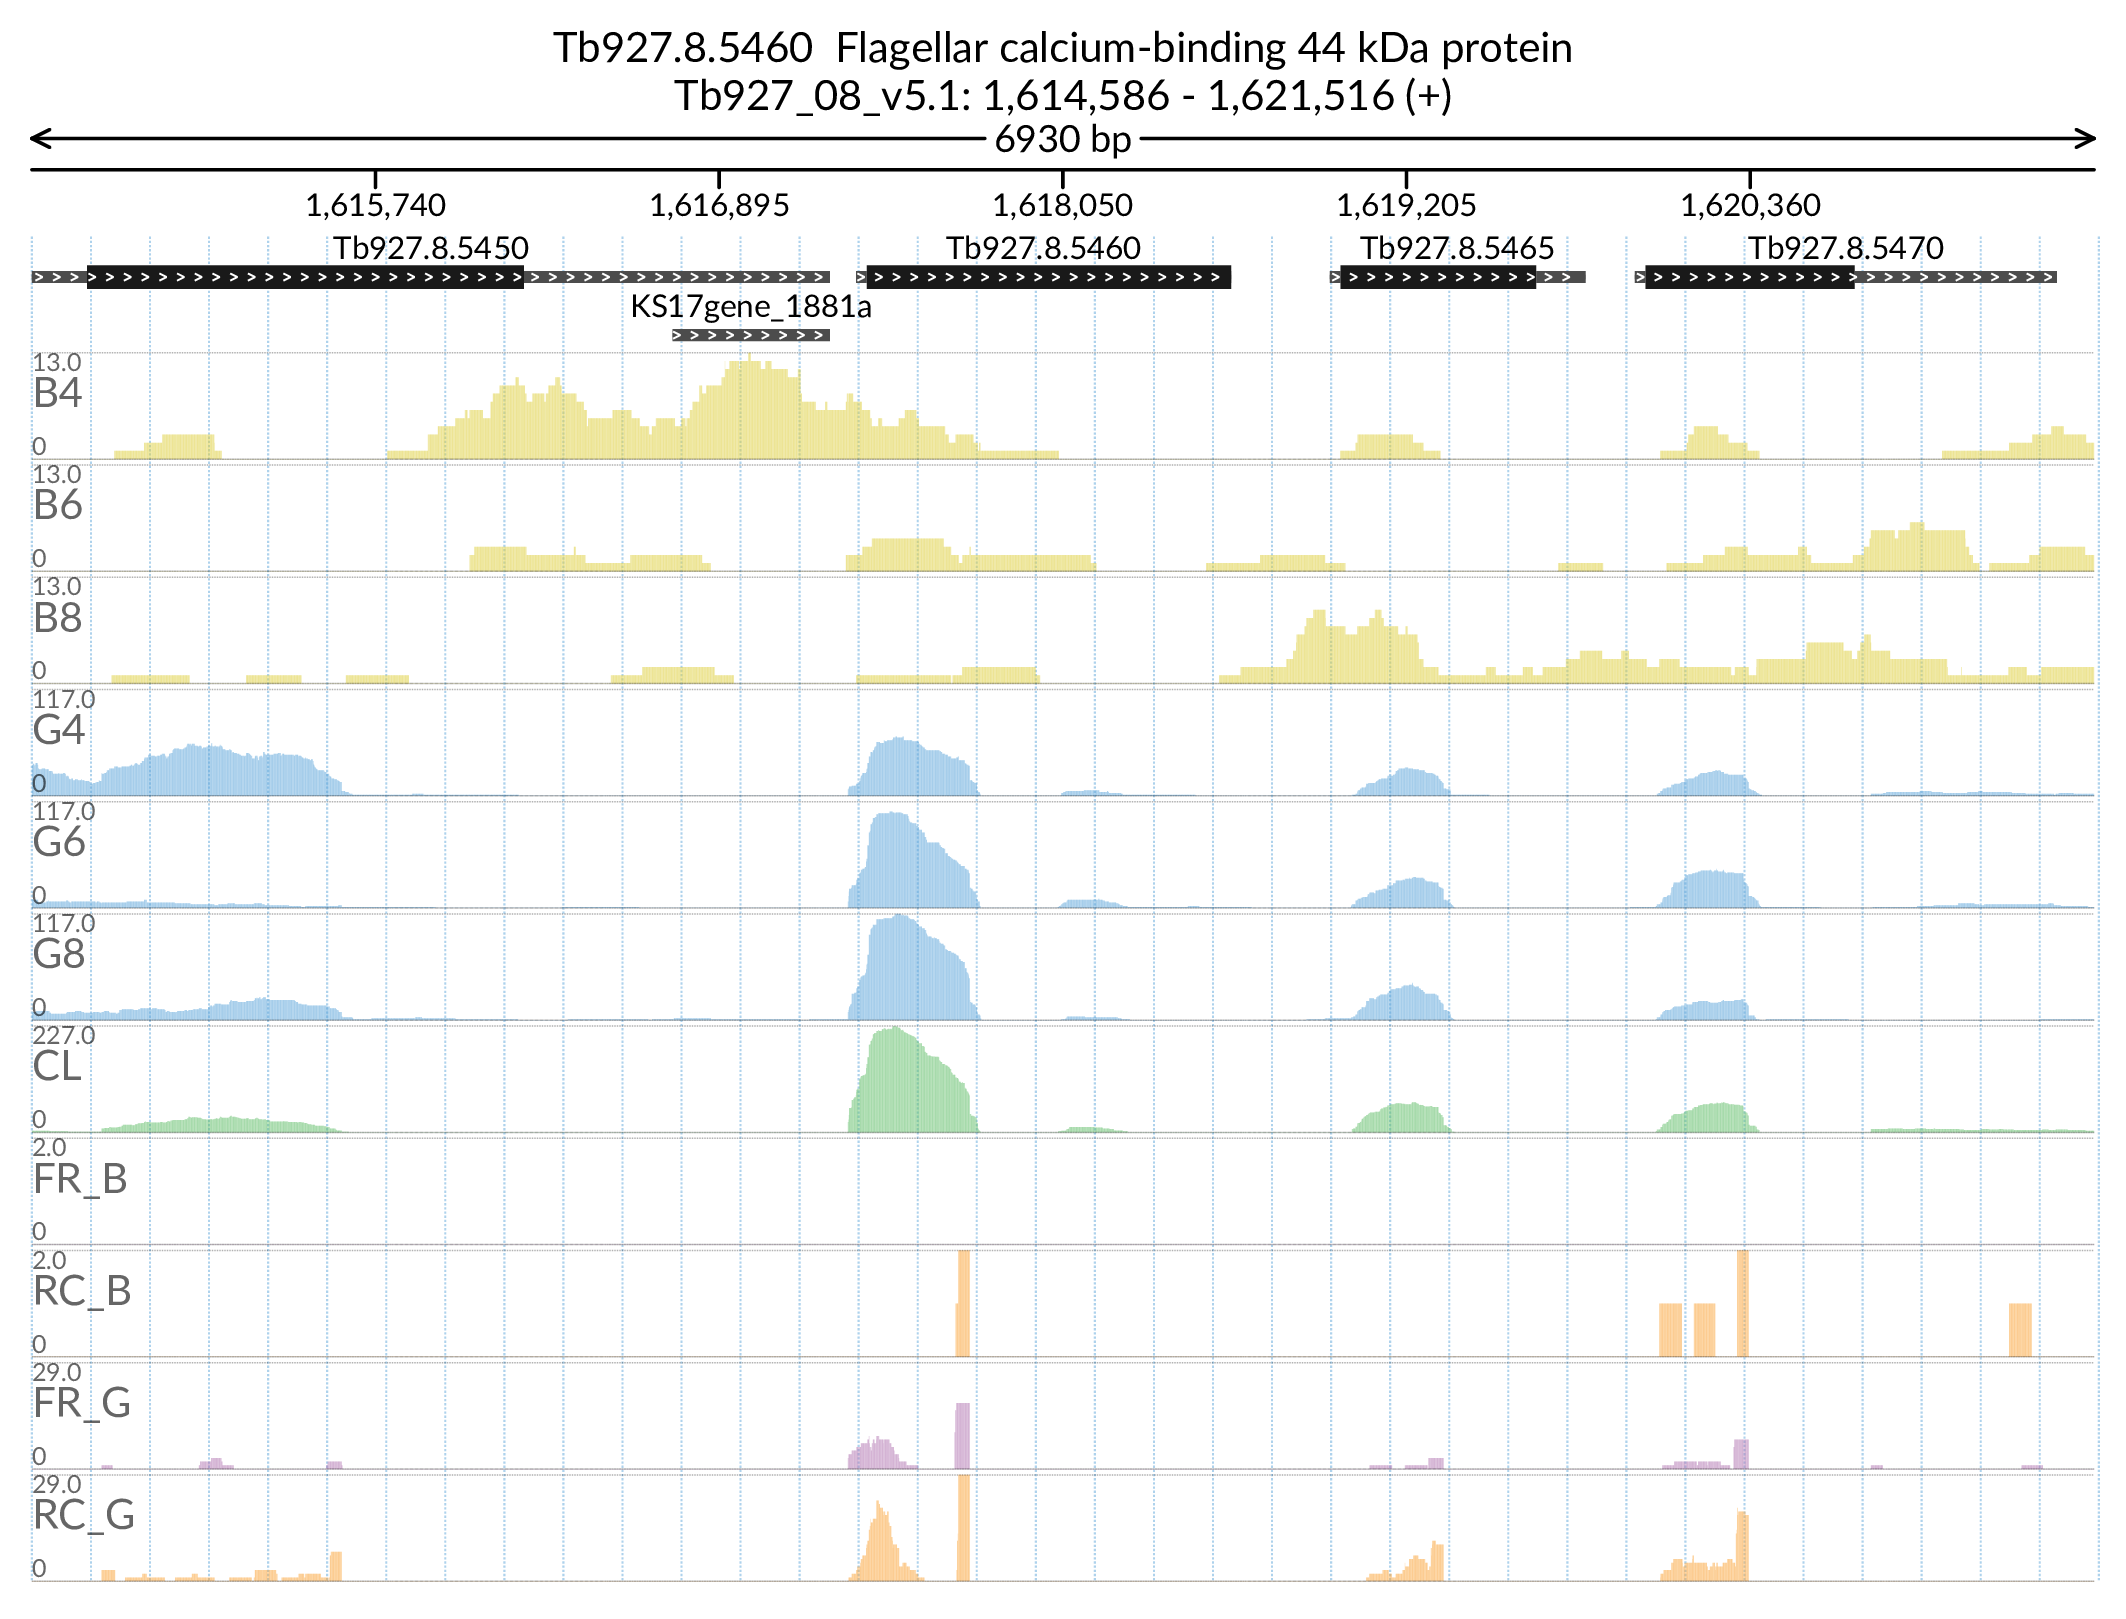 Tb927.8.5460  Flagellar calcium-binding 44 kDa protein
Tb927_08_v5.1: 1,614,586 - 1,621,516 (+)
6930 bp
1,615,740 1,616,895 1,618,050 1,619,205 1,620,360
Tb927.8.5450 Tb927.8.5460 Tb927.8.5465 Tb927.8.5470
KS17gene_1881a
13.0
B4
0
13.0
B6
0
13.0
B8
0
117.0
G4
0
117.0
G6
0
117.0
G8
0
227.0
CL
0
2.0
FR_B
0
2.0
RC_B
0
29.0
FR_G
0
29.0
RC_G
0